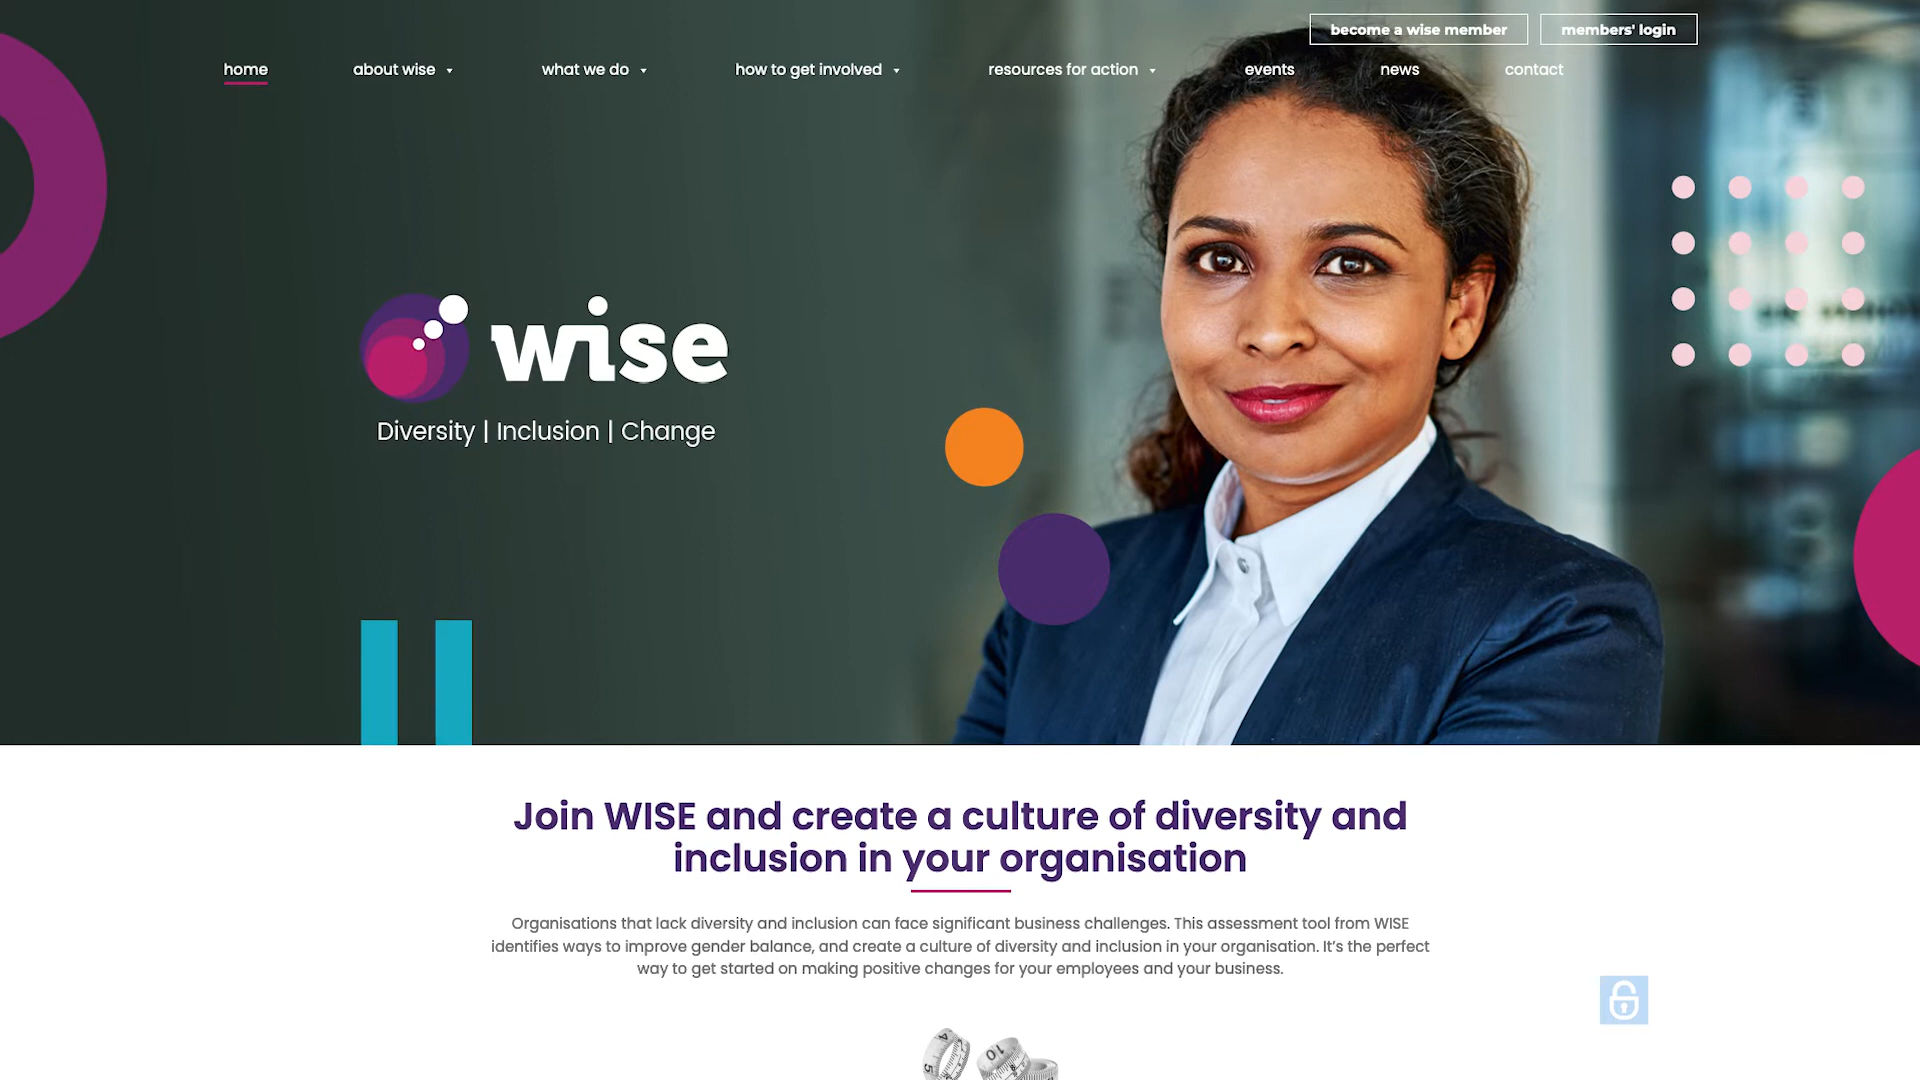 become a wise member
members' login
home
about wise
what we do
how to get involved
resources for action
events
news
contact
wise
Diversity | Inclusion | Change
Join WISE and create a culture of diversity and
inclusion in your organisation
Organisations that lack diversity and inclusion can face significant business challenges. This assessment tool from WISE
identifies ways to improve gender balance, and create a culture of diversity and inclusion in your organisation. It's the perfect
way to get started on making positive changes for your employees and your business.
4
5
10
8